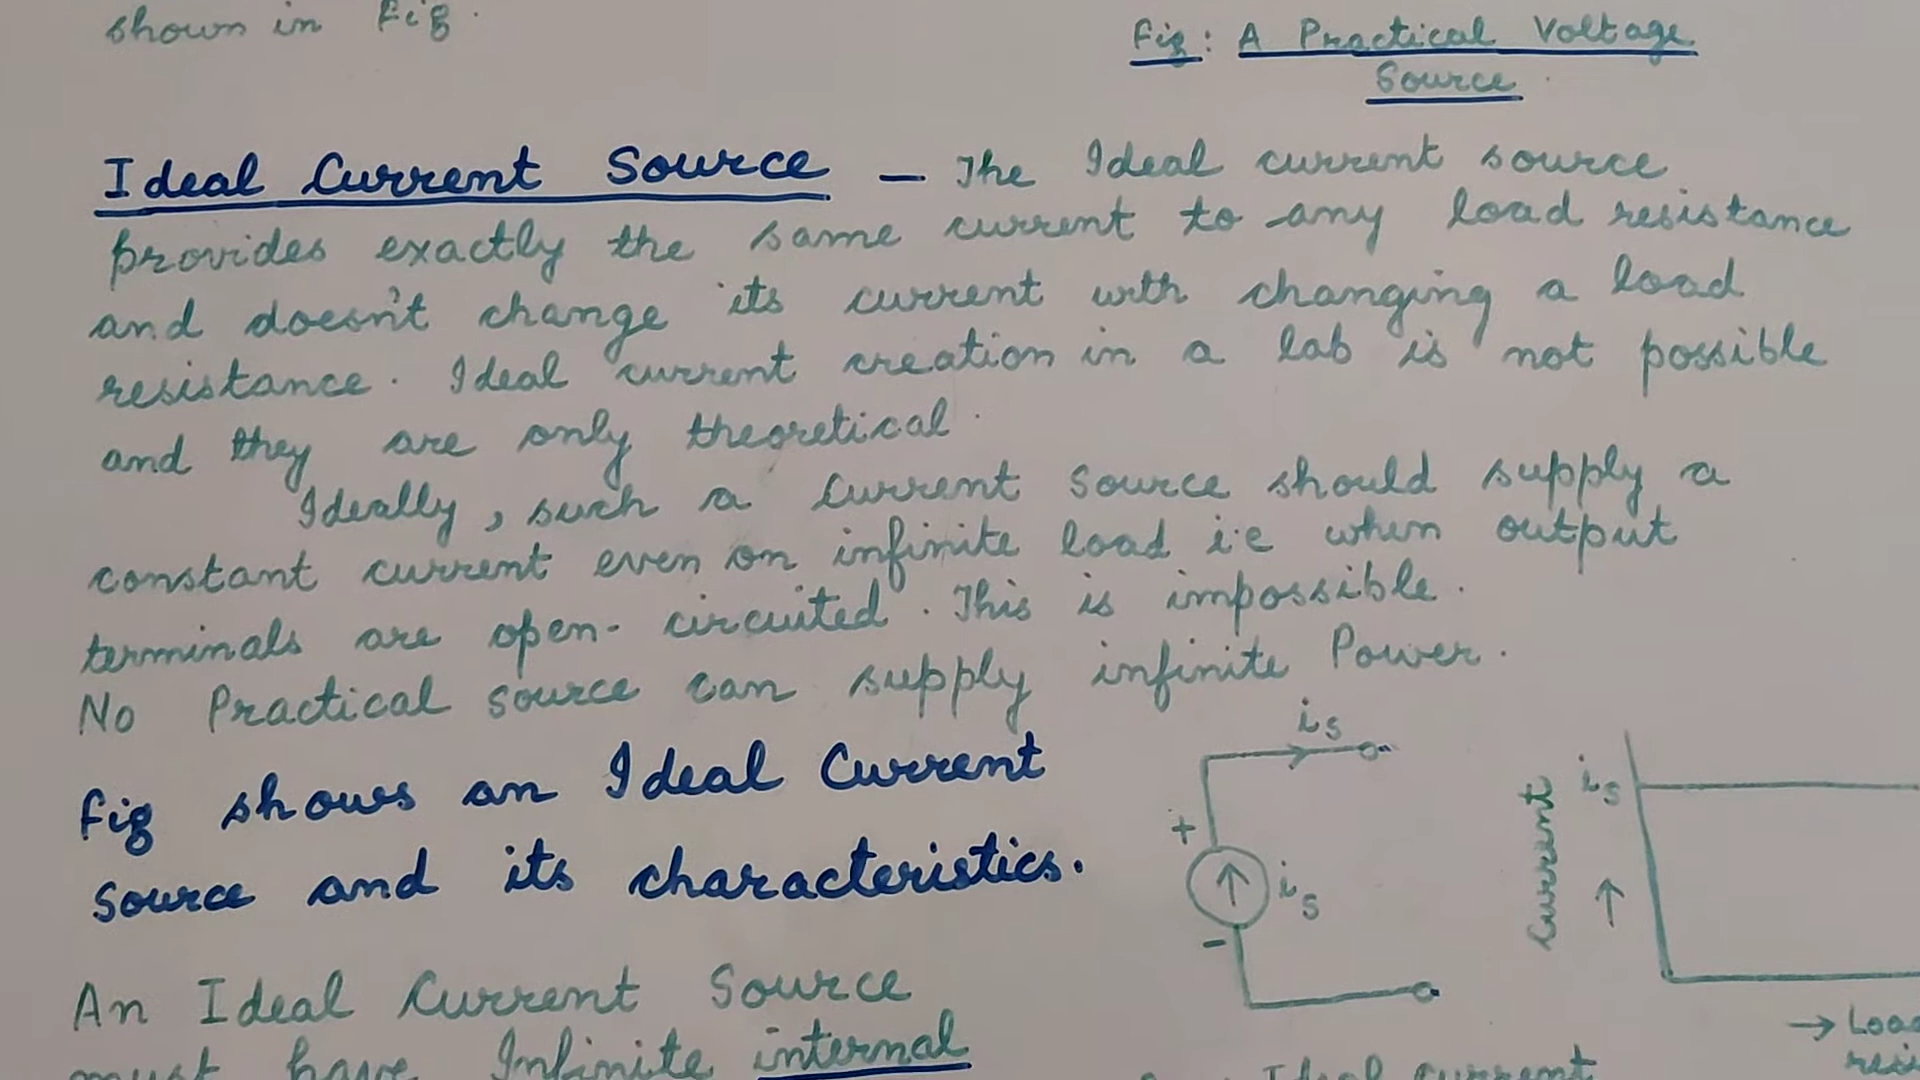 shown in Fig.
Fig: A Practical Voltage
Source
Ideal Current Source - The Ideal current source
provides exactly the same current to any load resistance
and doesn't change its current with changing a load
resistance. Ideal current creation in a lab is not possible
and they are only theoretical.
Ideally, such a current source should supply a
constant current even on infinite load i.e when output
terminals are open-circuited. This is impossible.
No Practical source can supply infinite Power.
Fig shows an Ideal Current
Source and its characteristics.
An Ideal Current Source
must have Infinite internal
is
+
is
-
Current
is
→ Load
Ideal current